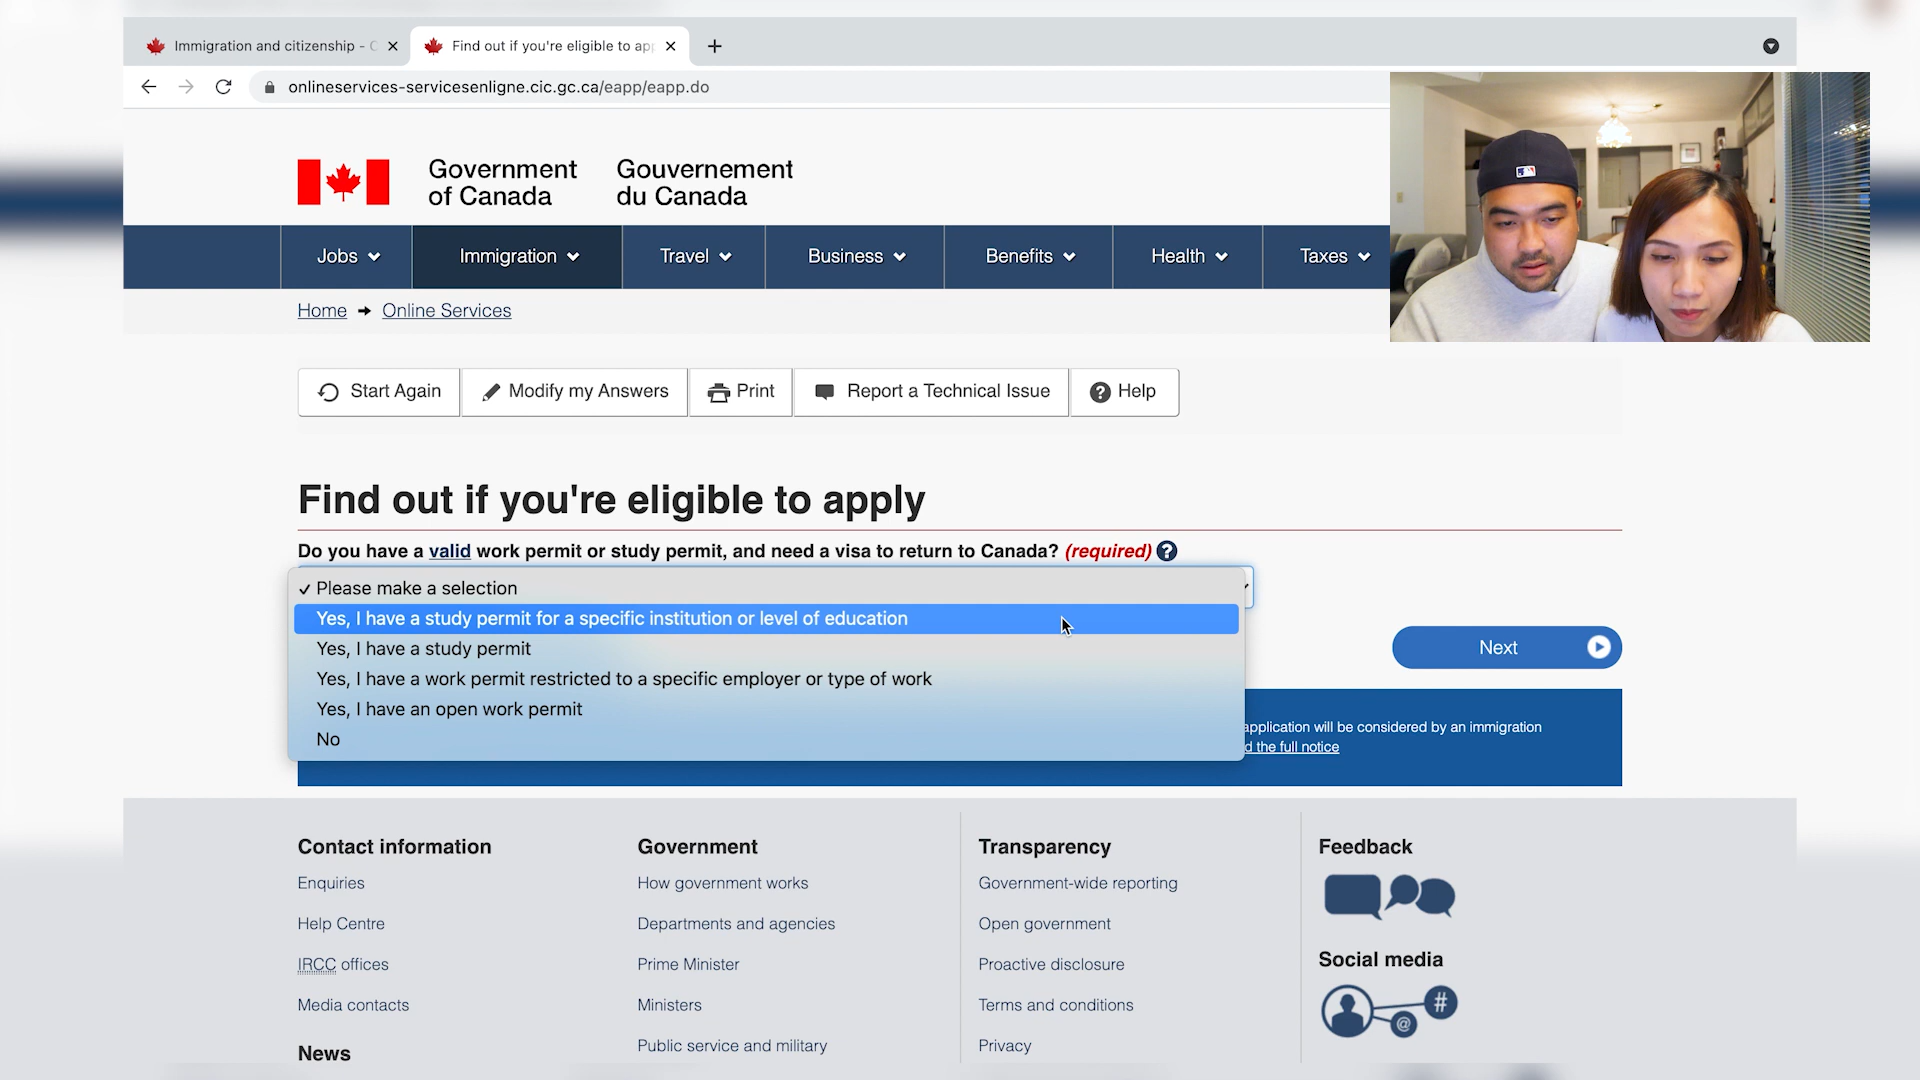 Immigration and citizenship - C
Find out if you're eligible to app
onlineservices-servicesenligne.cic.gc.ca/eapp/eapp.do
Government of Canada
Gouvernement du Canada
Jobs
Immigration
Travel
Business
Benefits
Health
Taxes
Home
Online Services
Start Again
Modify my Answers
Print
Report a Technical Issue
Help
Find out if you're eligible to apply
Do you have a valid work permit or study permit, and need a visa to return to Canada? (required)
Please make a selection
Yes, I have a study permit for a specific institution or level of education
Yes, I have a study permit
Yes, I have a work permit restricted to a specific employer or type of work
Yes, I have an open work permit
No
Next
application will be considered by an immigration
d the full notice
Contact information
Enquiries
Help Centre
IRCC offices
Media contacts
News
Government
How government works
Departments and agencies
Prime Minister
Ministers
Public service and military
Transparency
Government-wide reporting
Open government
Proactive disclosure
Terms and conditions
Privacy
Feedback
Social media
#
@